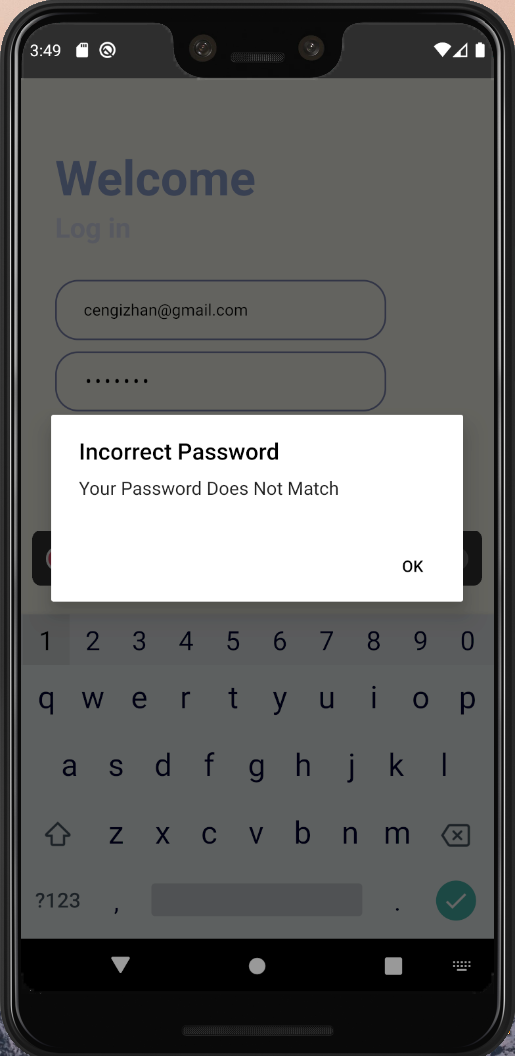 3:49
Welcome
Log in
cengizhan@gmail.com
•••••••
Incorrect Password
Your Password Does Not Match
OK
1 2 3 4 5 6 7 8 9 0
q w e r t y u i o p
a s d f g h j k l
z x c v b n m
?123 , .